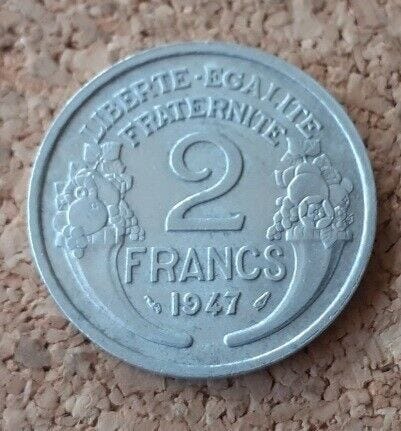 LIBERTE·EGALITE
FRATERNITE
2
FRANCS
1947